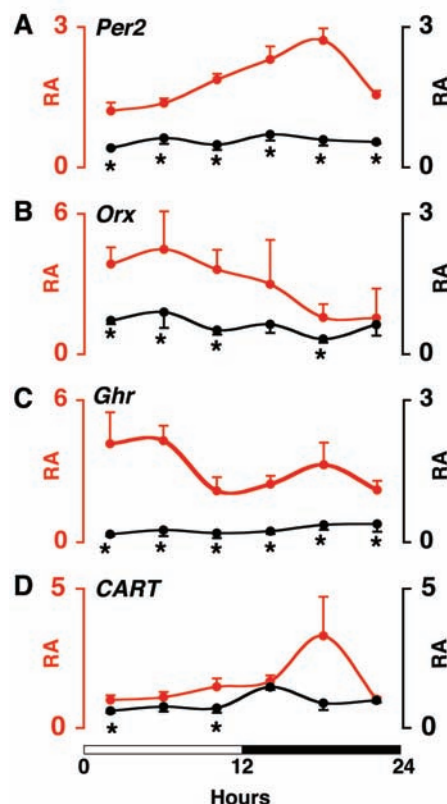 A Per2
3 3
RA RA
0 0
* * * * * *
B Orx
6 3
RA RA
0 0
* * * *
C Ghr
6 3
RA RA
0 0
* * * * * *
D CART
5 5
RA RA
0 0
* *
0 12 24
Hours